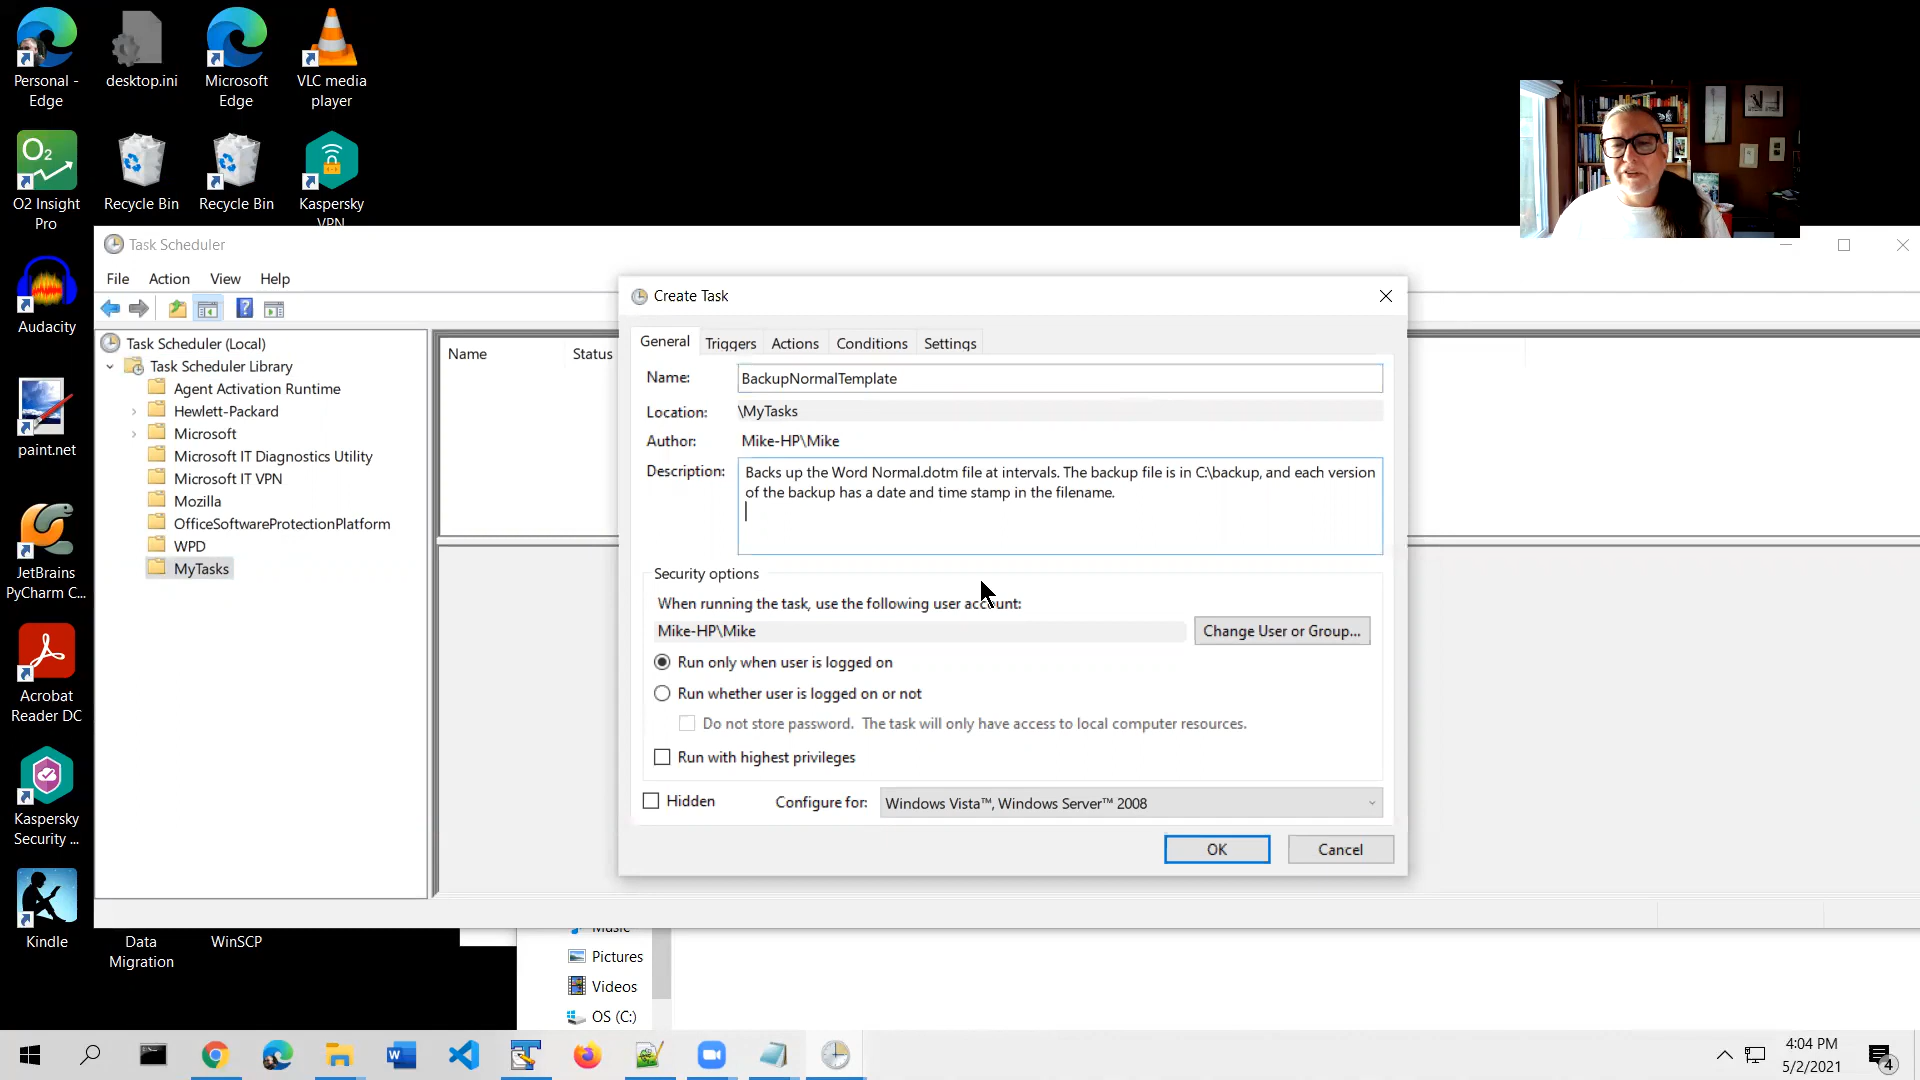 Personal -
Edge
desktop.ini
Microsoft
Edge
VLC media
player
O2
O2 Insight
Pro
Recycle Bin
Recycle Bin
Kaspersky
VPN
Audacity
paint.net
JetBrains
PyCharm C...
Acrobat
Reader DC
Kaspersky
Security ...
Kindle
Data
Migration
WinSCP
Task Scheduler
File Action View Help
Task Scheduler (Local)
Task Scheduler Library
Agent Activation Runtime
Hewlett-Packard
Microsoft
Microsoft IT Diagnostics Utility
Microsoft IT VPN
Mozilla
OfficeSoftwareProtectionPlatform
WPD
MyTasks
Name Status
Create Task
General Triggers Actions Conditions Settings
Name: BackupNormalTemplate
Location: \MyTasks
Author: Mike-HP\Mike
Description: Backs up the Word Normal.dotm file at intervals. The backup file is in C:\backup, and each version
of the backup has a date and time stamp in the filename.
Security options
When running the task, use the following user account:
Mike-HP\Mike Change User or Group...
Run only when user is logged on
Run whether user is logged on or not
Do not store password. The task will only have access to local computer resources.
Run with highest privileges
Hidden Configure for: Windows Vista™, Windows Server™ 2008
OK Cancel
Music
Pictures
Videos
OS (C:)
4:04 PM
5/2/2021
4